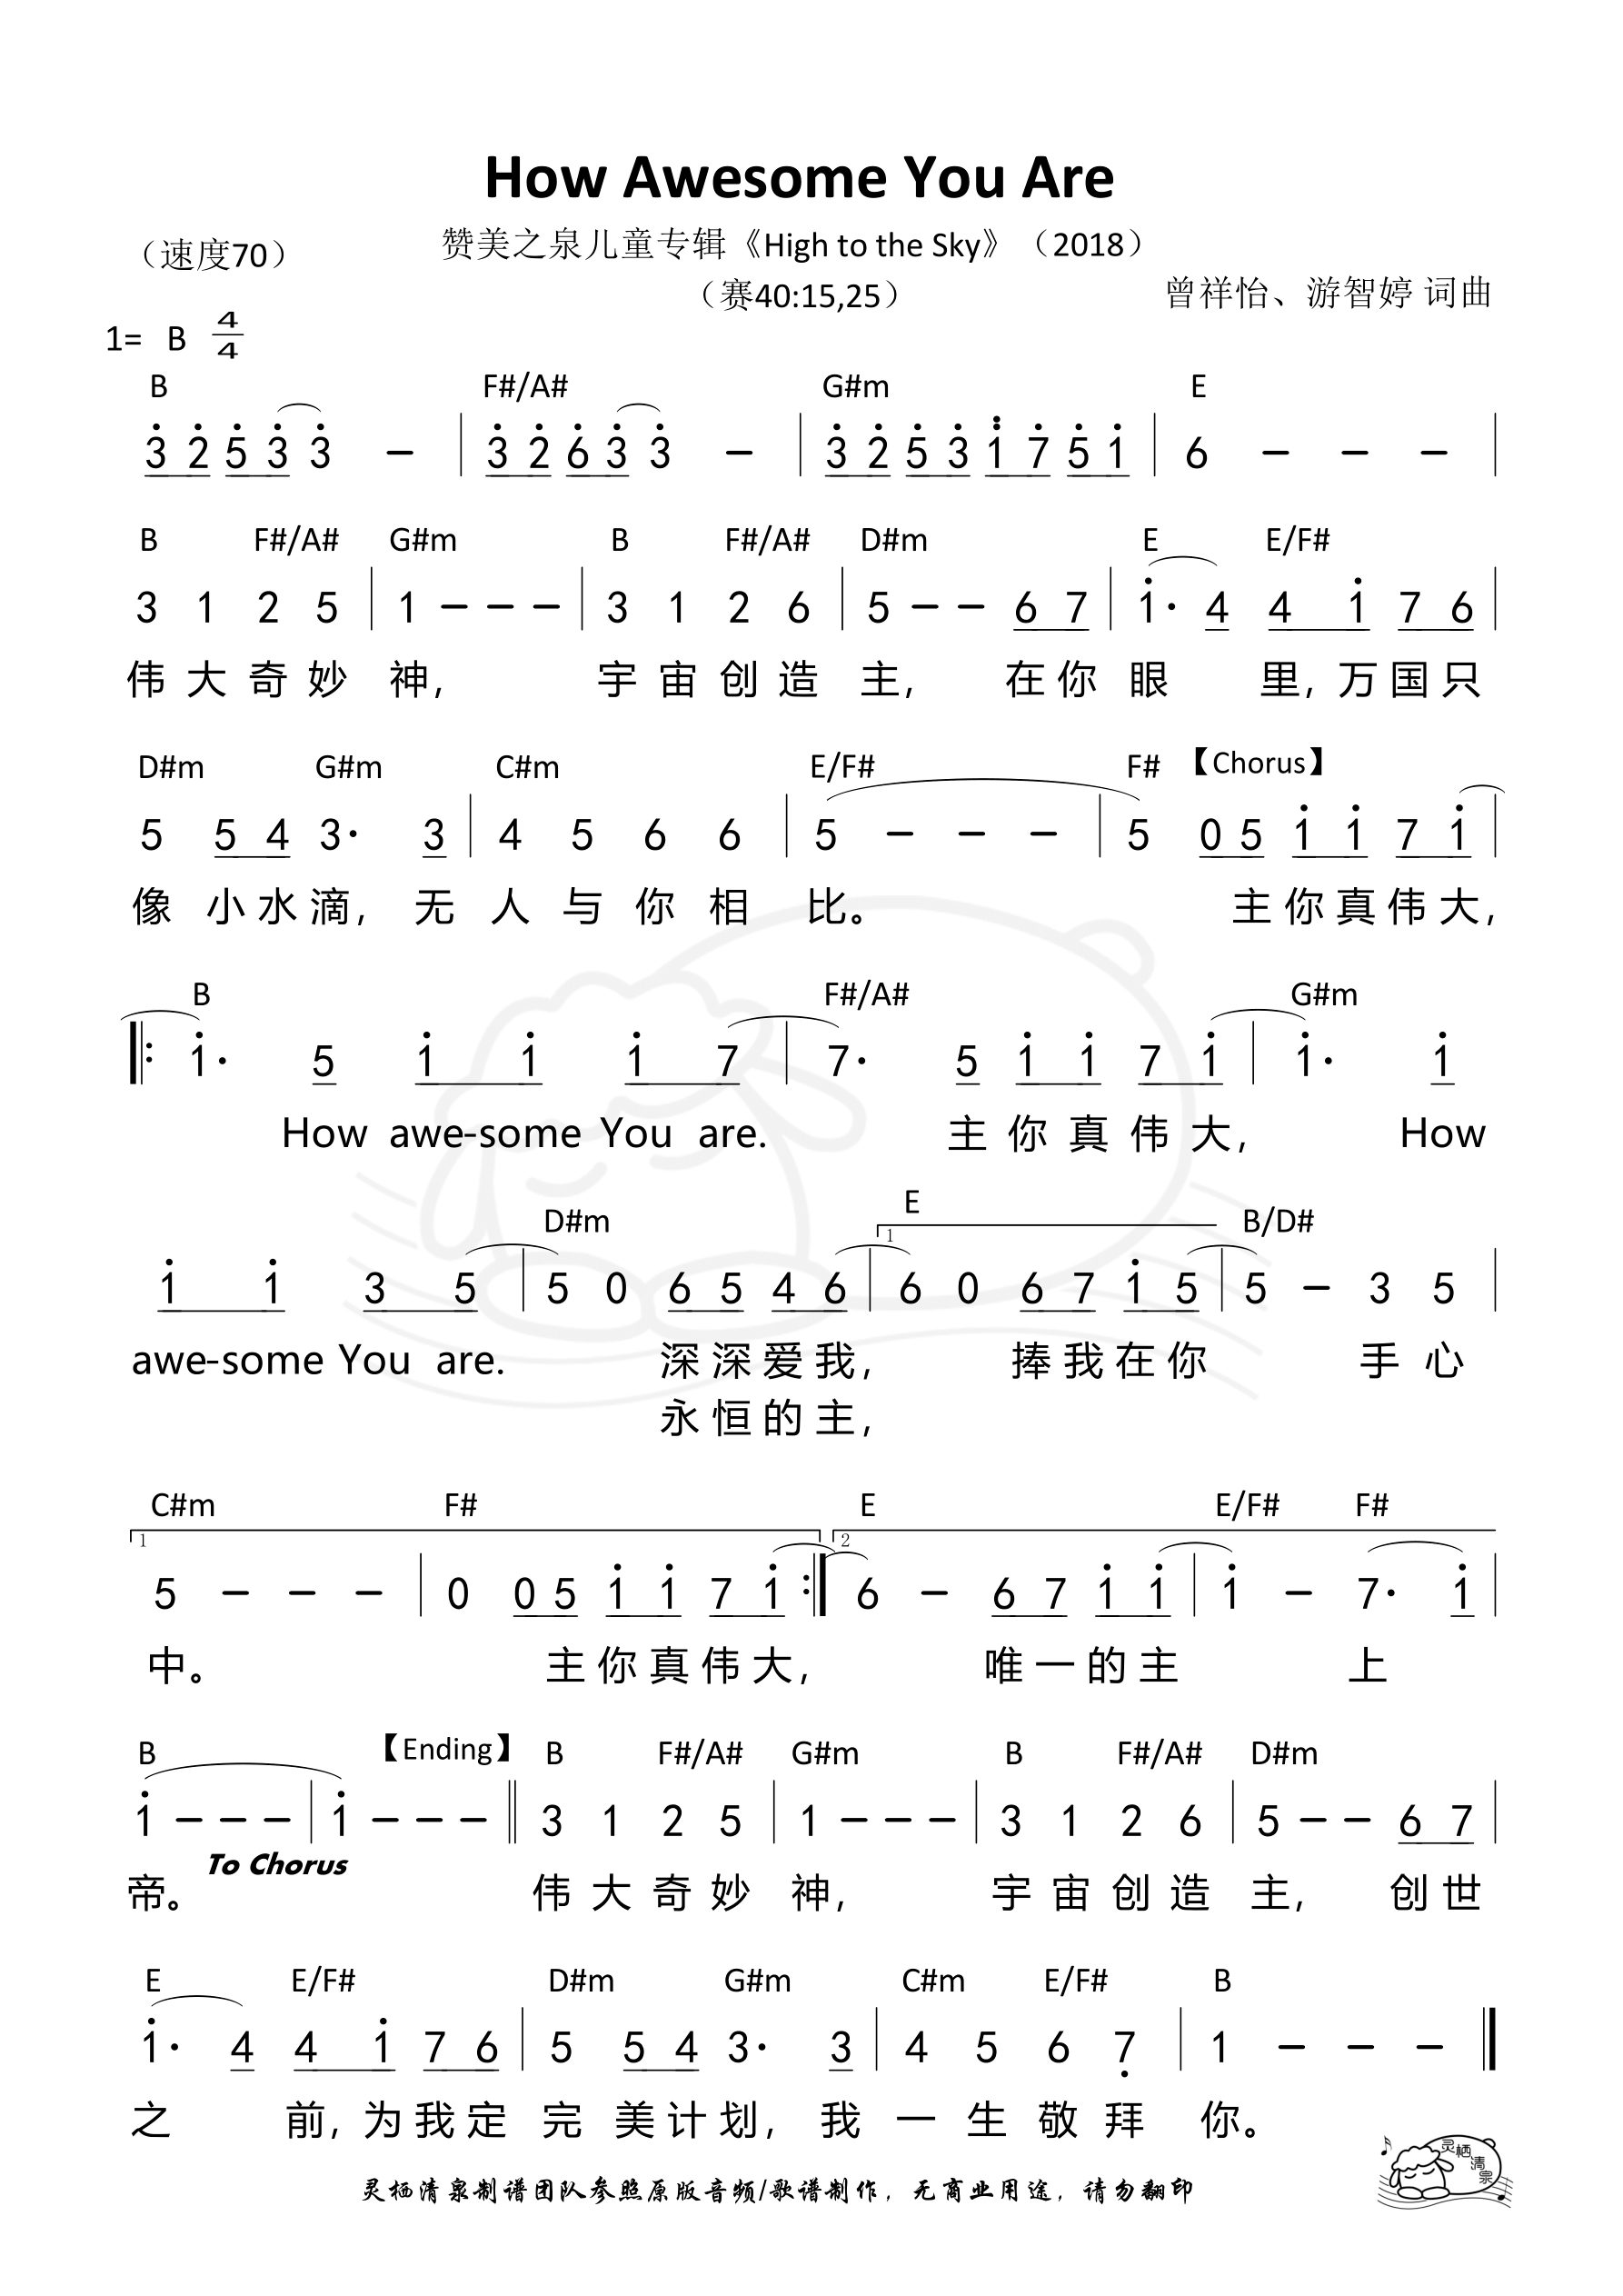 How Awesome You Are
赞美之泉儿童专辑《High to the Sky》（2018）
（速度70）
（赛40:15,25）
曾祥怡、游智婷 词曲
1= B 4/4
B F#/A# G#m E
3 2 5 3 3 – | 3 2 6 3 3 – | 3 2 5 3 1 7 5 1 | 6 – – – |
B F#/A# G#m B F#/A# D#m E E/F#
3 1 2 5 | 1 – – – | 3 1 2 6 | 5 – – 6 7 | 1· 4 4 1 7 6 |
伟大奇妙 神, 宇宙创造 主, 在你 眼 里, 万国只
D#m G#m C#m E/F# F# 【Chorus】
5 5 4 3· 3 | 4 5 6 6 | 5 – – – | 5 0 5 1 1 7 1 |
像 小水滴, 无 人与你相 比。 主你真伟大,
B F#/A# G#m
‖: 1· 5 1 1 1 7 | 7· 5 1 1 7 1 | 1· 1
How awe-some You are. 主你真伟大, How
D#m E B/D#
1
1 1 3 5 | 5 0 6 5 4 6 | 6 0 6 7 1 5 | 5 – 3 5 |
awe-some You are. 深深爱我, 捧我在你 手心
永恒的主,
C#m F# E E/F# F#
1 2
5 – – – | 0 0 5 1 1 7 1 :‖ 6 – 6 7 1 1 | 1 – 7· 1 |
中。 主你真伟大, 唯一的主 上
B 【Ending】 B F#/A# G#m B F#/A# D#m
1 – – – | 1 – – – ‖ 3 1 2 5 | 1 – – – | 3 1 2 6 | 5 – – 6 7 |
To Chorus
帝。 伟大奇妙 神, 宇宙创造 主, 创世
E E/F# D#m G#m C#m E/F# B
1· 4 4 1 7 6 | 5 5 4 3· 3 | 4 5 6 7 | 1 – – – ‖
之 前, 为我定 完 美计划, 我 一生敬拜 你。
灵栖清泉制谱团队参照原版音频/歌谱制作，无商业用途，请勿翻印
灵栖清泉